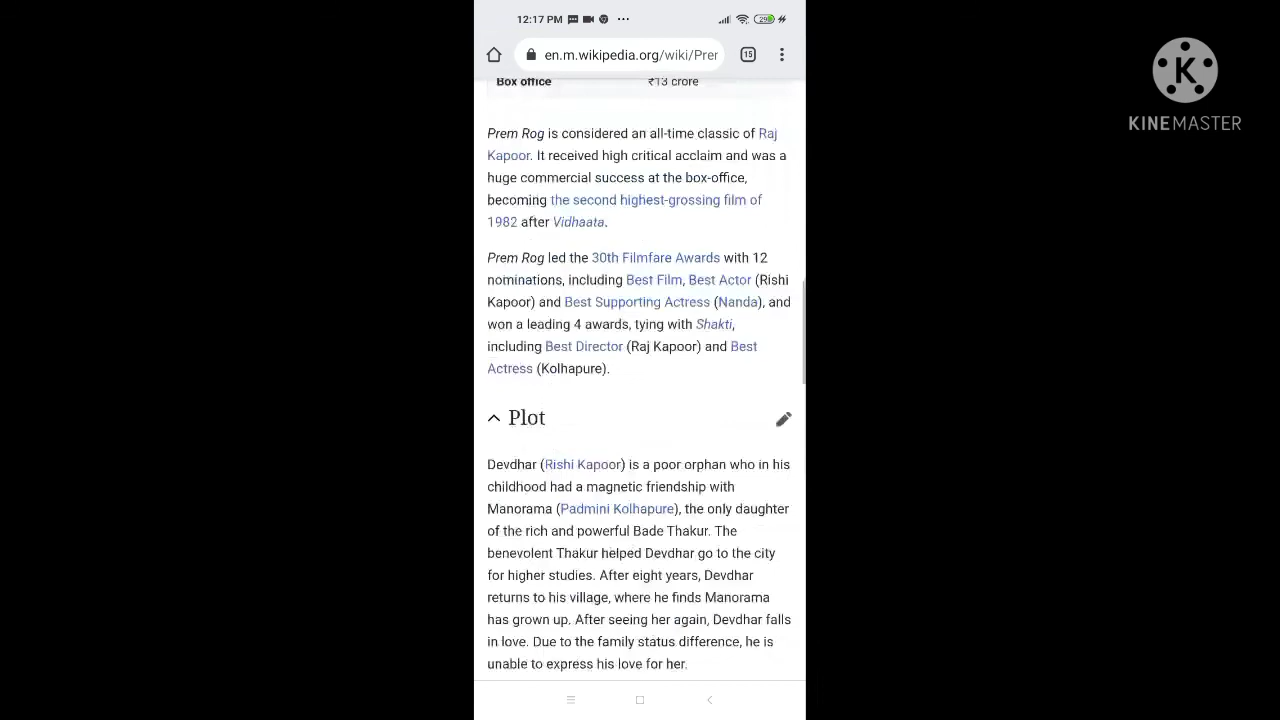 12:17 PM
29
en.m.wikipedia.org/wiki/Prer
15
Box office ₹13 crore
Prem Rog is considered an all-time classic of Raj
Kapoor. It received high critical acclaim and was a
huge commercial success at the box-office,
becoming the second highest-grossing film of
1982 after Vidhaata.
Prem Rog led the 30th Filmfare Awards with 12
nominations, including Best Film, Best Actor (Rishi
Kapoor) and Best Supporting Actress (Nanda), and
won a leading 4 awards, tying with Shakti,
including Best Director (Raj Kapoor) and Best
Actress (Kolhapure).
Plot
Devdhar (Rishi Kapoor) is a poor orphan who in his
childhood had a magnetic friendship with
Manorama (Padmini Kolhapure), the only daughter
of the rich and powerful Bade Thakur. The
benevolent Thakur helped Devdhar go to the city
for higher studies. After eight years, Devdhar
returns to his village, where he finds Manorama
has grown up. After seeing her again, Devdhar falls
in love. Due to the family status difference, he is
unable to express his love for her.
K
KINEMASTER